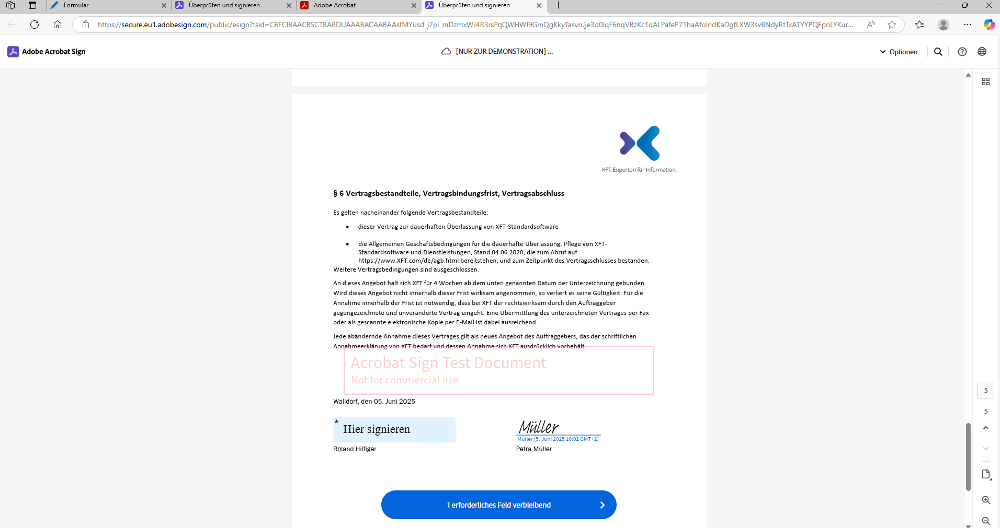 Formular
Überprüfen und signieren
Adobe Acrobat
Überprüfen und signieren
https://secure.eu1.adobesign.com/public/esign?tsid=CBFCIBAACBSCTBABDUAAABACAABAAsfMYiJsd_j7pi_mDzmxWJ4R3rsPqQWHWI9GmQgKkyTasvnJje3o0IqF6nqVBzKc1qALPafeP71haAfoIndKaDgfLXW3svBNdyRtTxATYYPQEpnLYKur...
Adobe Acrobat Sign
[NUR ZUR DEMONSTRATION] ...
Optionen
XFT. Experten für Information.
§ 6 Vertragsbestandteile, Vertragsbindungsfrist, Vertragsabschluss
Es gelten nacheinander folgende Vertragsbestandteile:
• dieser Vertrag zur dauerhaften Überlassung von XFT-Standardsoftware
• die Allgemeinen Geschäftsbedingungen für die dauerhafte Überlassung, Pflege von XFT-
Standardsoftware und Dienstleistungen, Stand 04.06.2020, die zum Abruf auf
https://www.XFT.com/de/agb.html bereitstehen, und zum Zeitpunkt des Vertragsschlusses bestanden.
Weitere Vertragsbedingungen sind ausgeschlossen.
An dieses Angebot hält sich XFT für 4 Wochen ab dem unten genannten Datum der Unterzeichnung gebunden.
Wird dieses Angebot nicht innerhalb dieser Frist wirksam angenommen, so verliert es seine Gültigkeit. Für die
Annahme innerhalb der Frist ist notwendig, dass bei XFT der rechtswirksam durch den Auftraggeber
gegengezeichnete und unveränderte Vertrag eingeht. Eine Übermittlung des unterzeichneten Vertrages per Fax
oder als gescannte elektronische Kopie per E-Mail ist dabei ausreichend.
Jede abändernde Annahme dieses Vertrages gilt als neues Angebot des Auftraggebers, das der schriftlichen
Annahmeerklärung von XFT bedarf und dessen Annahme sich XFT ausdrücklich vorbehält.
Acrobat Sign Test Document
Not for commercial use
Walldorf, den 05. Juni 2025
* Hier signieren
Müller
Müller (5. Juni 2025 10:02 GMT+2)
Roland Hilfiger
Petra Müller
1 erforderliches Feld verbleibend
5
5